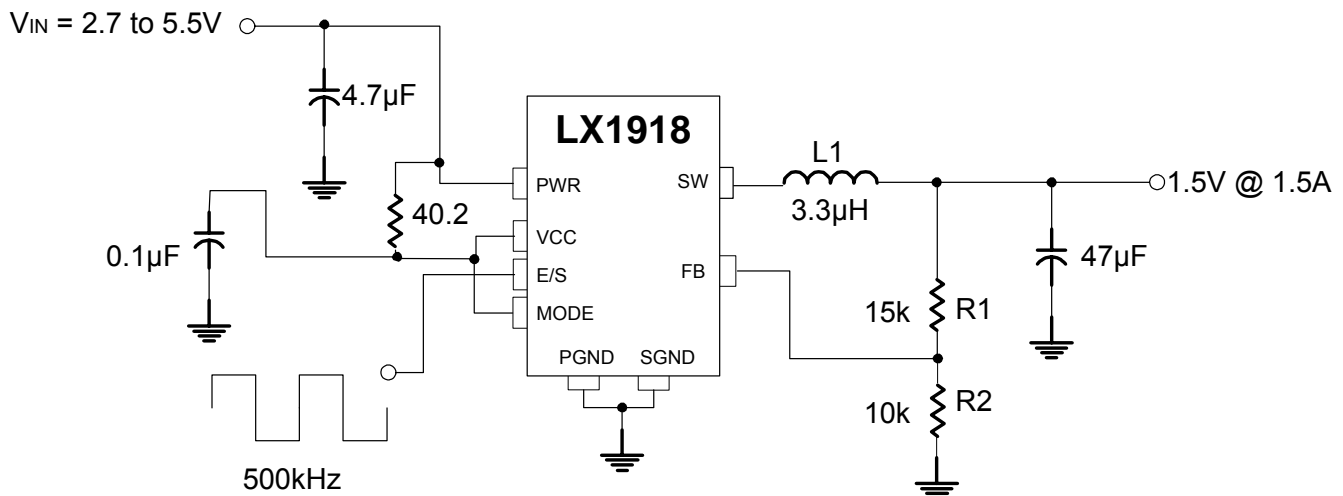 VIN = 2.7 to 5.5V
4.7µF
LX1918
L1
PWR
SW
1.5V @ 1.5A
40.2
3.3µH
VCC
0.1µF
E/S
FB
47µF
MODE
15k
R1
PGND
SGND
10k
R2
500kHz